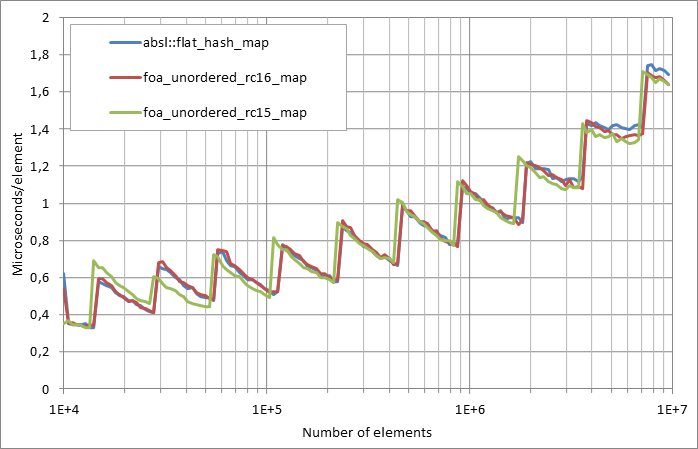 2
1,8
1,6
1,4
1,2
1
0,8
0,6
0,4
0,2
0
Microseconds/element
absl::flat_hash_map
foa_unordered_rc16_map
foa_unordered_rc15_map
1E+4 1E+5 1E+6 1E+7
Number of elements